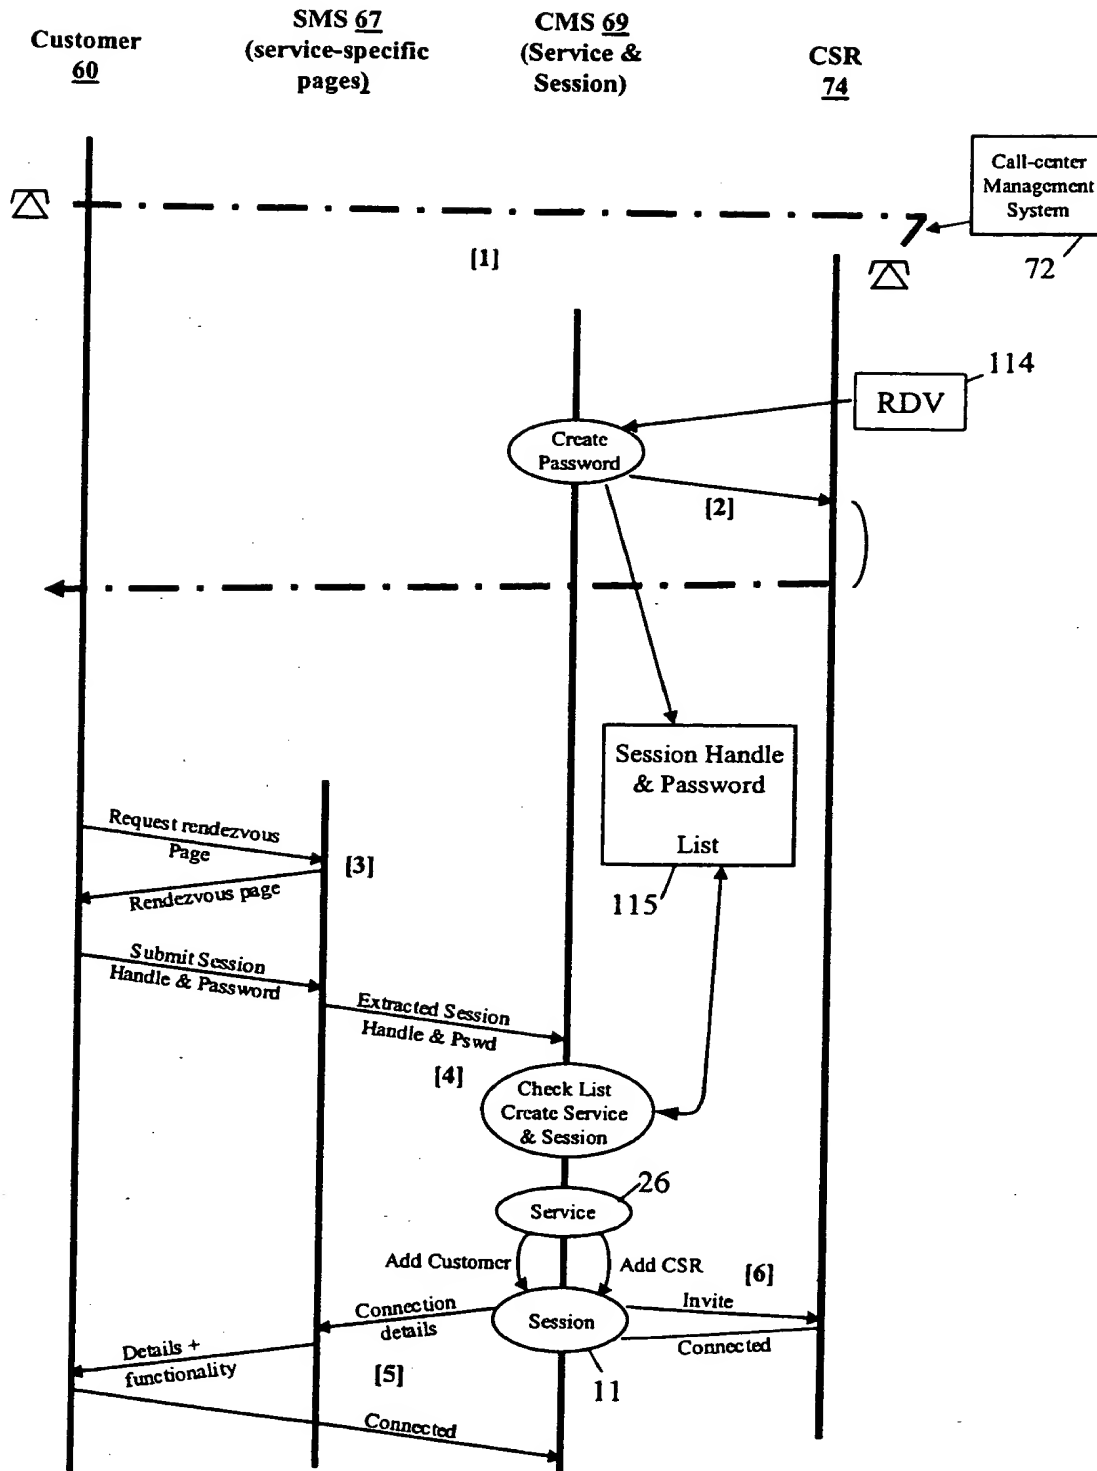 Customer
60
SMS 67
(service-specific
pages)
CMS 69
(Service &
Session)
CSR
74
Call-center
Management
System
72
[1]
114
RDV
Create
Password
[2]
Session Handle
& Password
List
115
Request rendezvous
Page
[3]
Rendezvous page
Submit Session
Handle & Password
Extracted Session
Handle & Pswd
[4]
Check List
Create Service
& Session
26
Service
Add Customer
Add CSR
[6]
Connection
details
Session
Invite
Connected
11
Details +
functionality
[5]
Connected